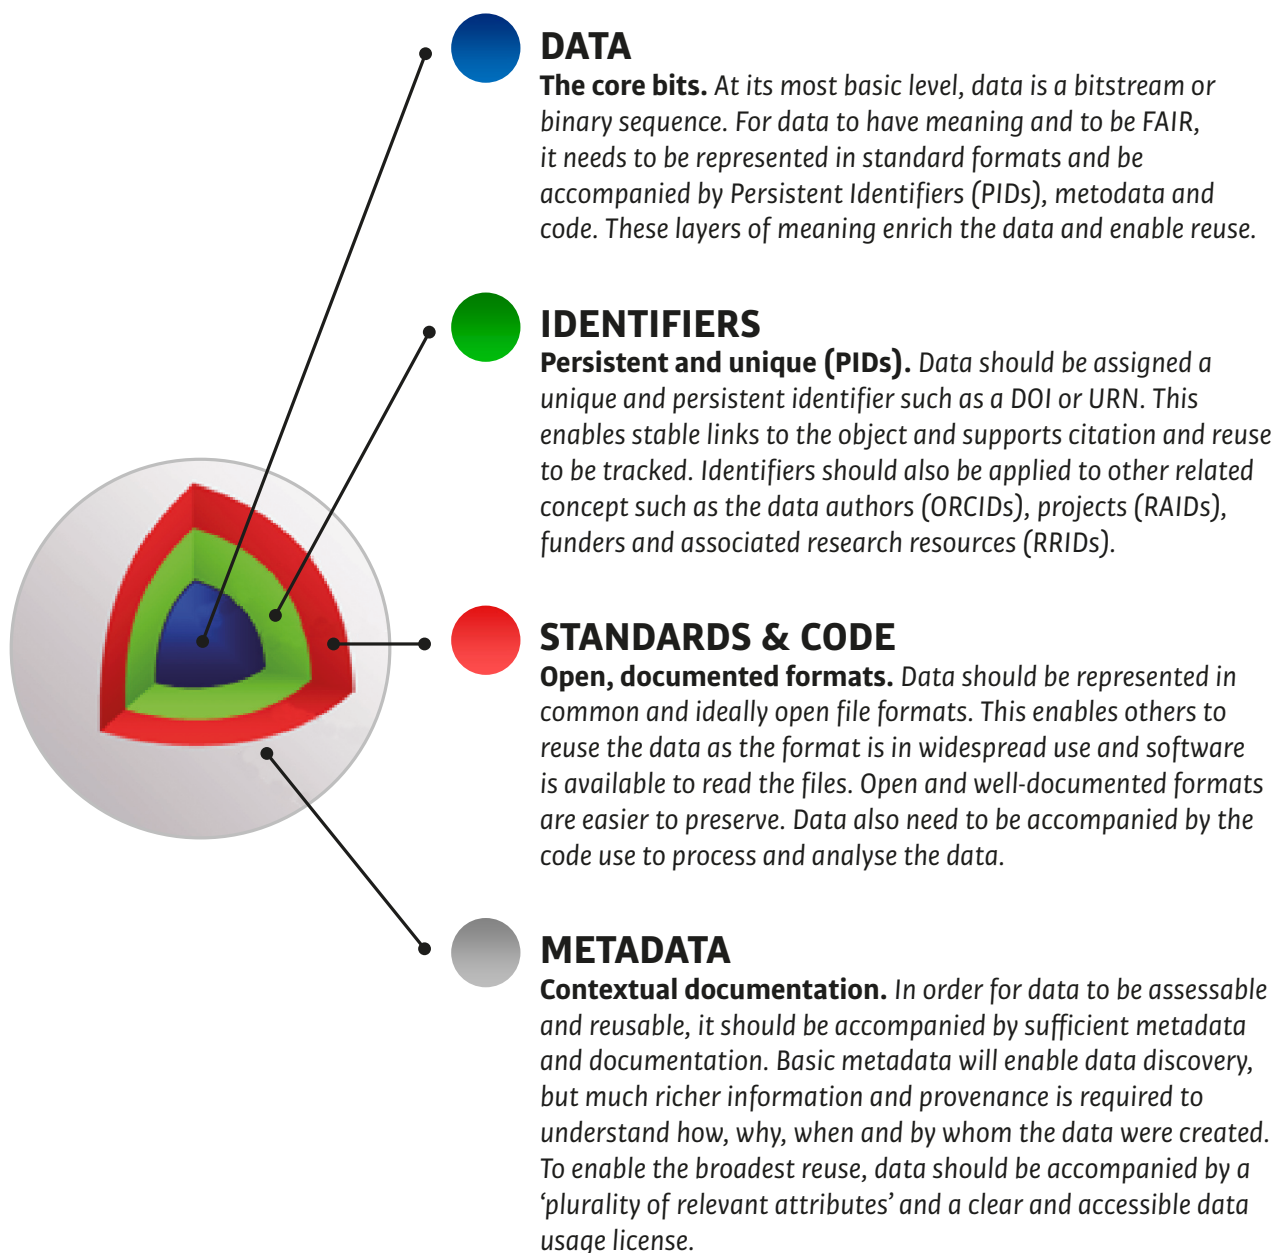 DATA
The core bits. At its most basic level, data is a bitstream or
binary sequence. For data to have meaning and to be FAIR,
it needs to be represented in standard formats and be
accompanied by Persistent Identifiers (PIDs), metodata and
code. These layers of meaning enrich the data and enable reuse.
IDENTIFIERS
Persistent and unique (PIDs). Data should be assigned a
unique and persistent identifier such as a DOI or URN. This
enables stable links to the object and supports citation and reuse
to be tracked. Identifiers should also be applied to other related
concept such as the data authors (ORCIDs), projects (RAIDs),
funders and associated research resources (RRIDs).
STANDARDS & CODE
Open, documented formats. Data should be represented in
common and ideally open file formats. This enables others to
reuse the data as the format is in widespread use and software
is available to read the files. Open and well-documented formats
are easier to preserve. Data also need to be accompanied by the
code use to process and analyse the data.
METADATA
Contextual documentation. In order for data to be assessable
and reusable, it should be accompanied by sufficient metadata
and documentation. Basic metadata will enable data discovery,
but much richer information and provenance is required to
understand how, why, when and by whom the data were created.
To enable the broadest reuse, data should be accompanied by a
‘plurality of relevant attributes’ and a clear and accessible data
usage license.